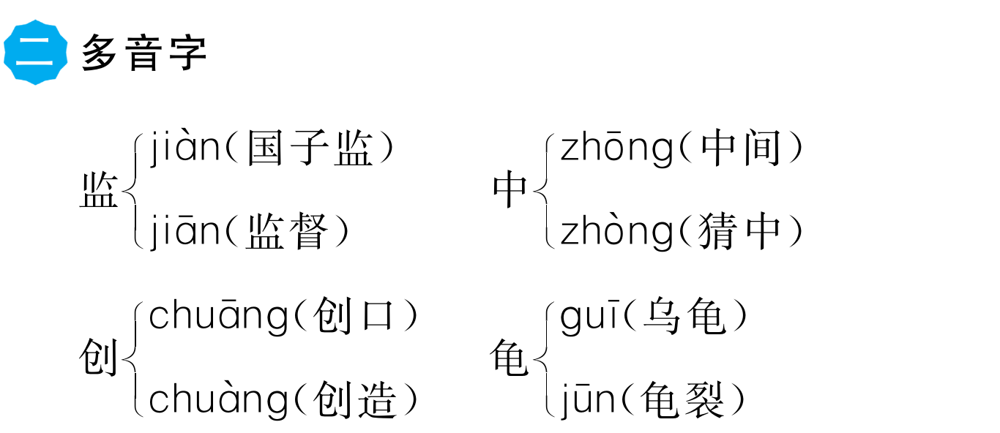 二 多音字
监 jiàn(国子监)
jiān(监督)
中 zhōng(中间)
zhòng(猜中)
创 chuāng(创口)
chuàng(创造)
龟 guī(乌龟)
jūn(龟裂)